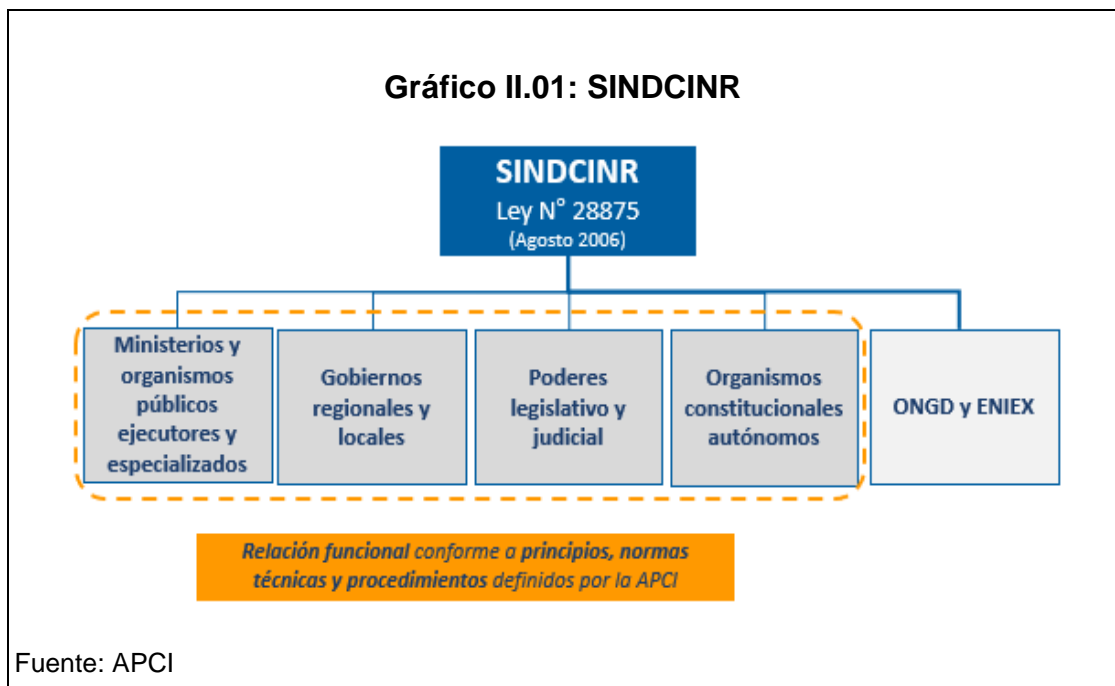 Gráfico II.01: SINDCINR
SINDCINR
Ley N° 28875
(Agosto 2006)
Ministerios y
organismos
públicos
ejecutores y
especializados
Gobiernos
regionales y
locales
Poderes
legislativo y
judicial
Organismos
constitucionales
autónomos
ONGD y ENIEX
Relación funcional conforme a principios, normas
técnicas y procedimientos definidos por la APCI
Fuente: APCI